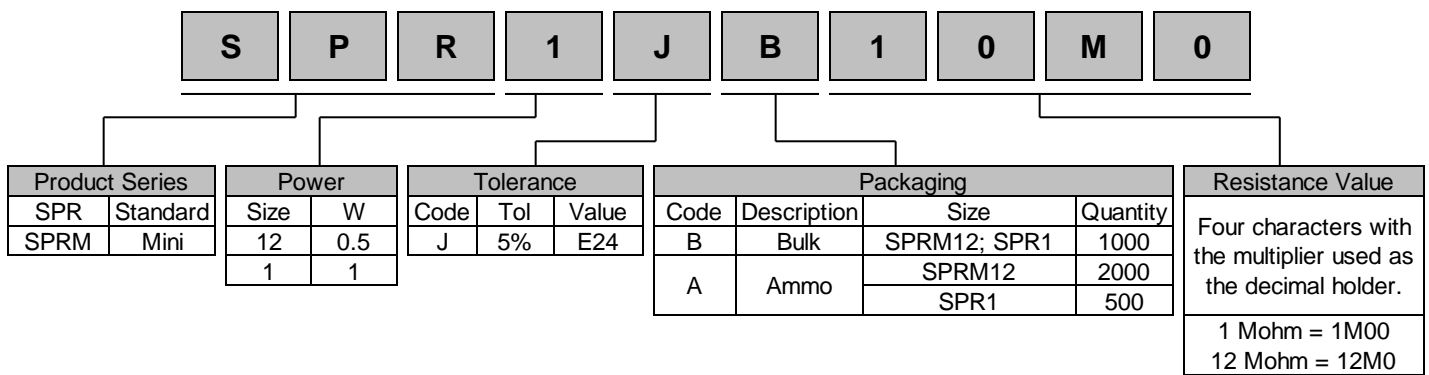 S P R 1 J B 1 0 M 0
Product Series
SPR Standard
SPRM Mini
Power
Size W
12 0.5
1 1
Tolerance
Code Tol Value
J 5% E24
Packaging
Code Description Size Quantity
B Bulk SPRM12; SPR1 1000
A Ammo SPRM12 2000
SPR1 500
Resistance Value
Four characters with
the multiplier used as
the decimal holder.
1 Mohm = 1M00
12 Mohm = 12M0